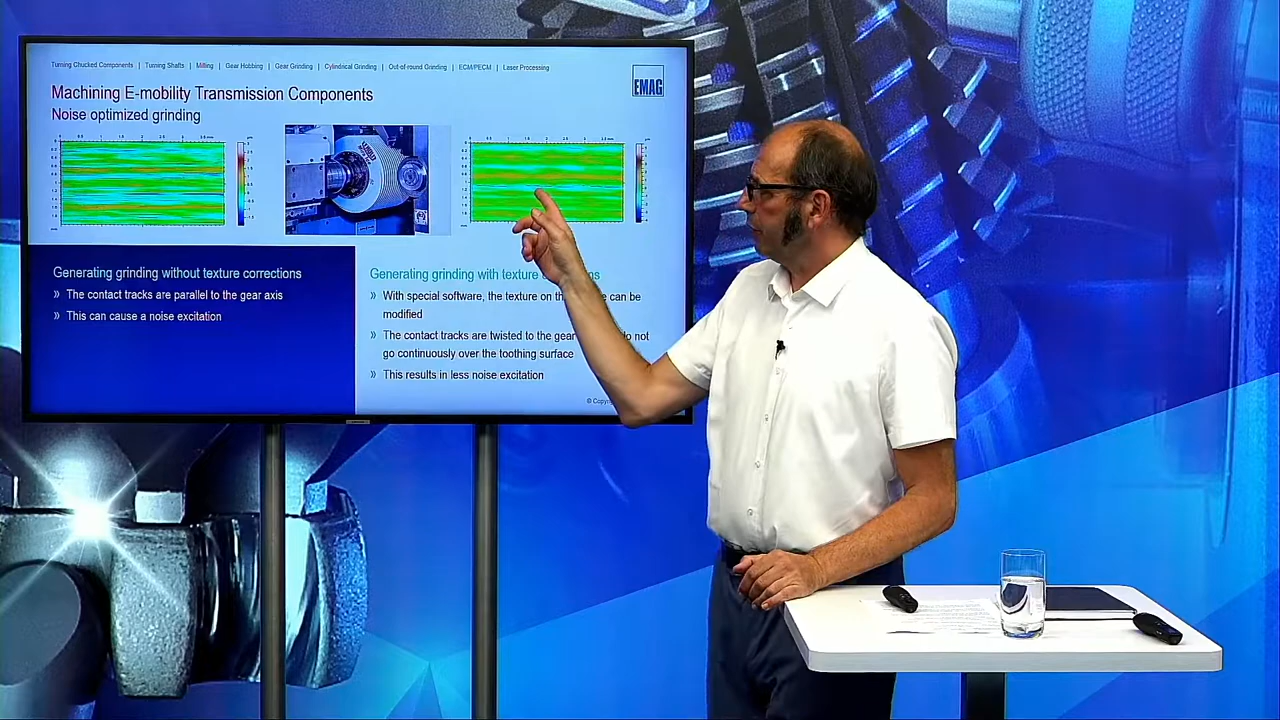 Turning Chucked Components | Turning Shafts | Milling | Gear Hobbing | Gear Grinding | Cylindrical Grinding | Out-of-round Grinding | ECM/PECM | Laser Processing
EMAG
Machining E-mobility Transmission Components
Noise optimized grinding
Generating grinding without texture corrections
» The contact tracks are parallel to the gear axis
» This can cause a noise excitation
Generating grinding with texture
» With special software, the texture on can be
modified
» The contact tracks are twisted to the gear do not
go continuously over the toothing surface
» This results in less noise excitation
©